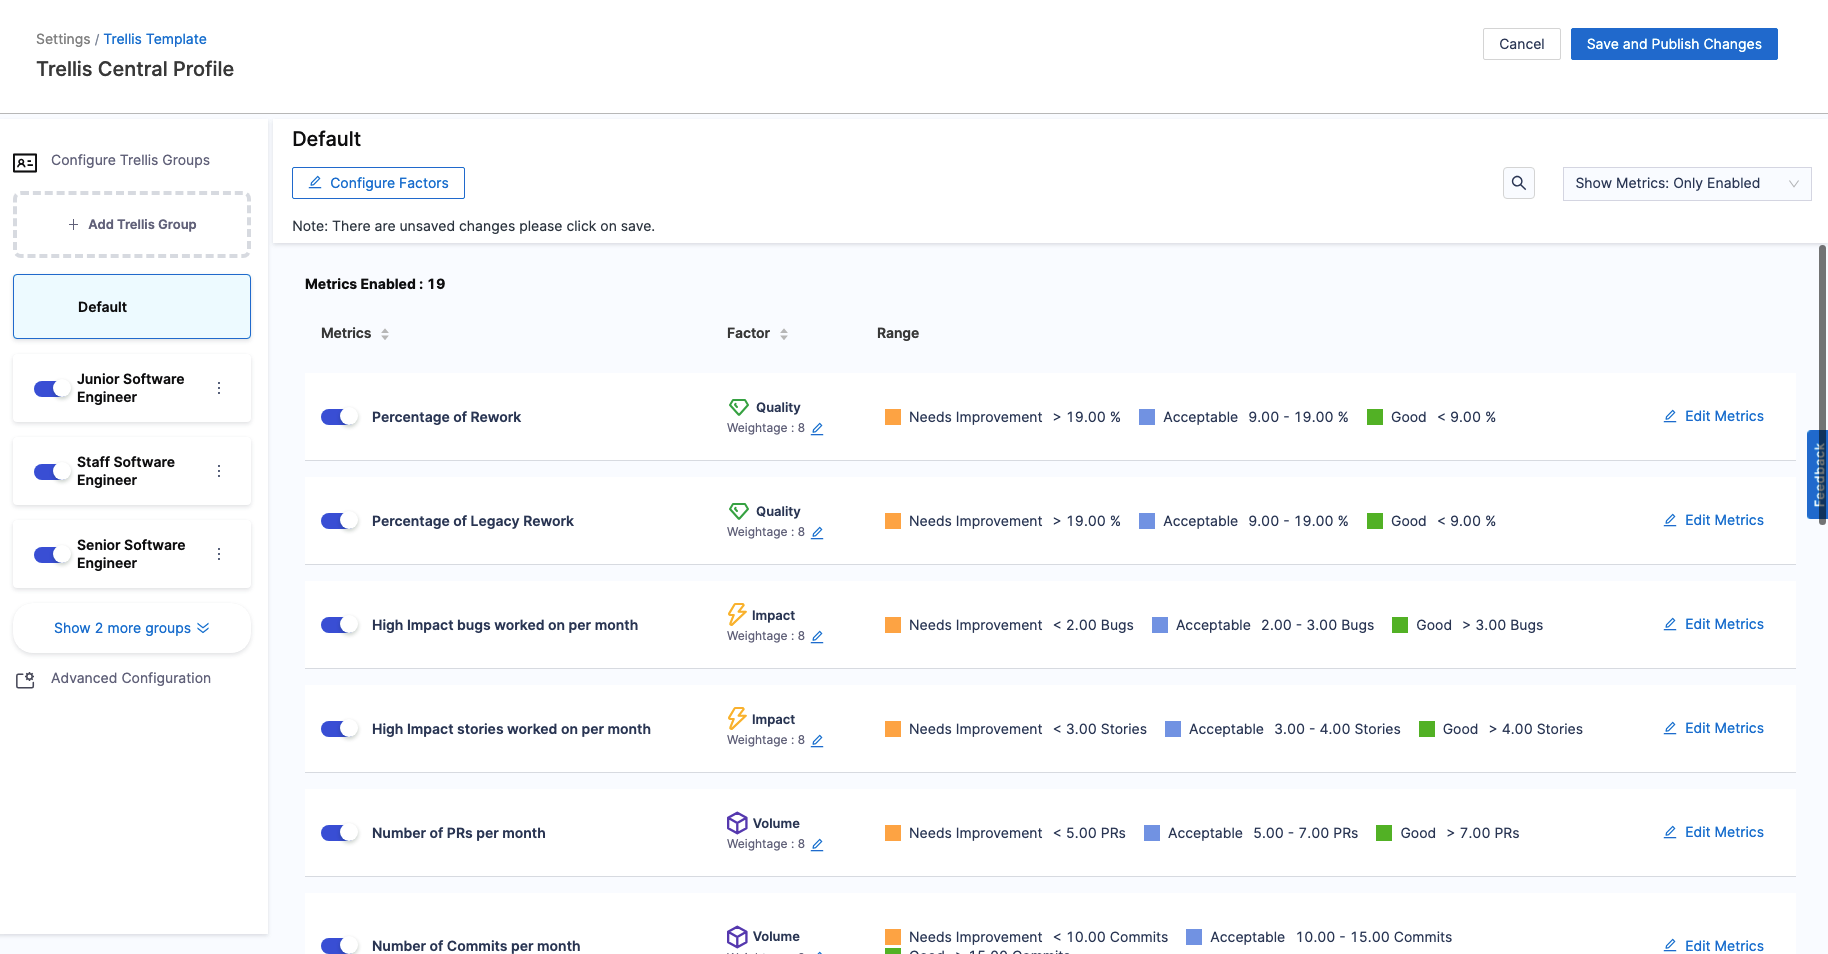 Settings / Trellis Template
Trellis Central Profile
Cancel
Save and Publish Changes
Configure Trellis Groups
+ Add Trellis Group
Default
Junior Software
Engineer
Staff Software
Engineer
Senior Software
Engineer
Show 2 more groups
Advanced Configuration
Default
Configure Factors
Show Metrics: Only Enabled
Note: There are unsaved changes please click on save.
Metrics Enabled : 19
Metrics Factor Range
Percentage of Rework
Quality
Weightage : 8
Needs Improvement > 19.00 % Acceptable 9.00 - 19.00 % Good < 9.00 %
Edit Metrics
Percentage of Legacy Rework
Quality
Weightage : 8
Needs Improvement > 19.00 % Acceptable 9.00 - 19.00 % Good < 9.00 %
Edit Metrics
High Impact bugs worked on per month
Impact
Weightage : 8
Needs Improvement < 2.00 Bugs Acceptable 2.00 - 3.00 Bugs Good > 3.00 Bugs
Edit Metrics
High Impact stories worked on per month
Impact
Weightage : 8
Needs Improvement < 3.00 Stories Acceptable 3.00 - 4.00 Stories Good > 4.00 Stories
Edit Metrics
Number of PRs per month
Volume
Weightage : 8
Needs Improvement < 5.00 PRs Acceptable 5.00 - 7.00 PRs Good > 7.00 PRs
Edit Metrics
Number of Commits per month
Volume
Needs Improvement < 10.00 Commits Acceptable 10.00 - 15.00 Commits
Good > 15.00 Commits
Edit Metrics
Feedback